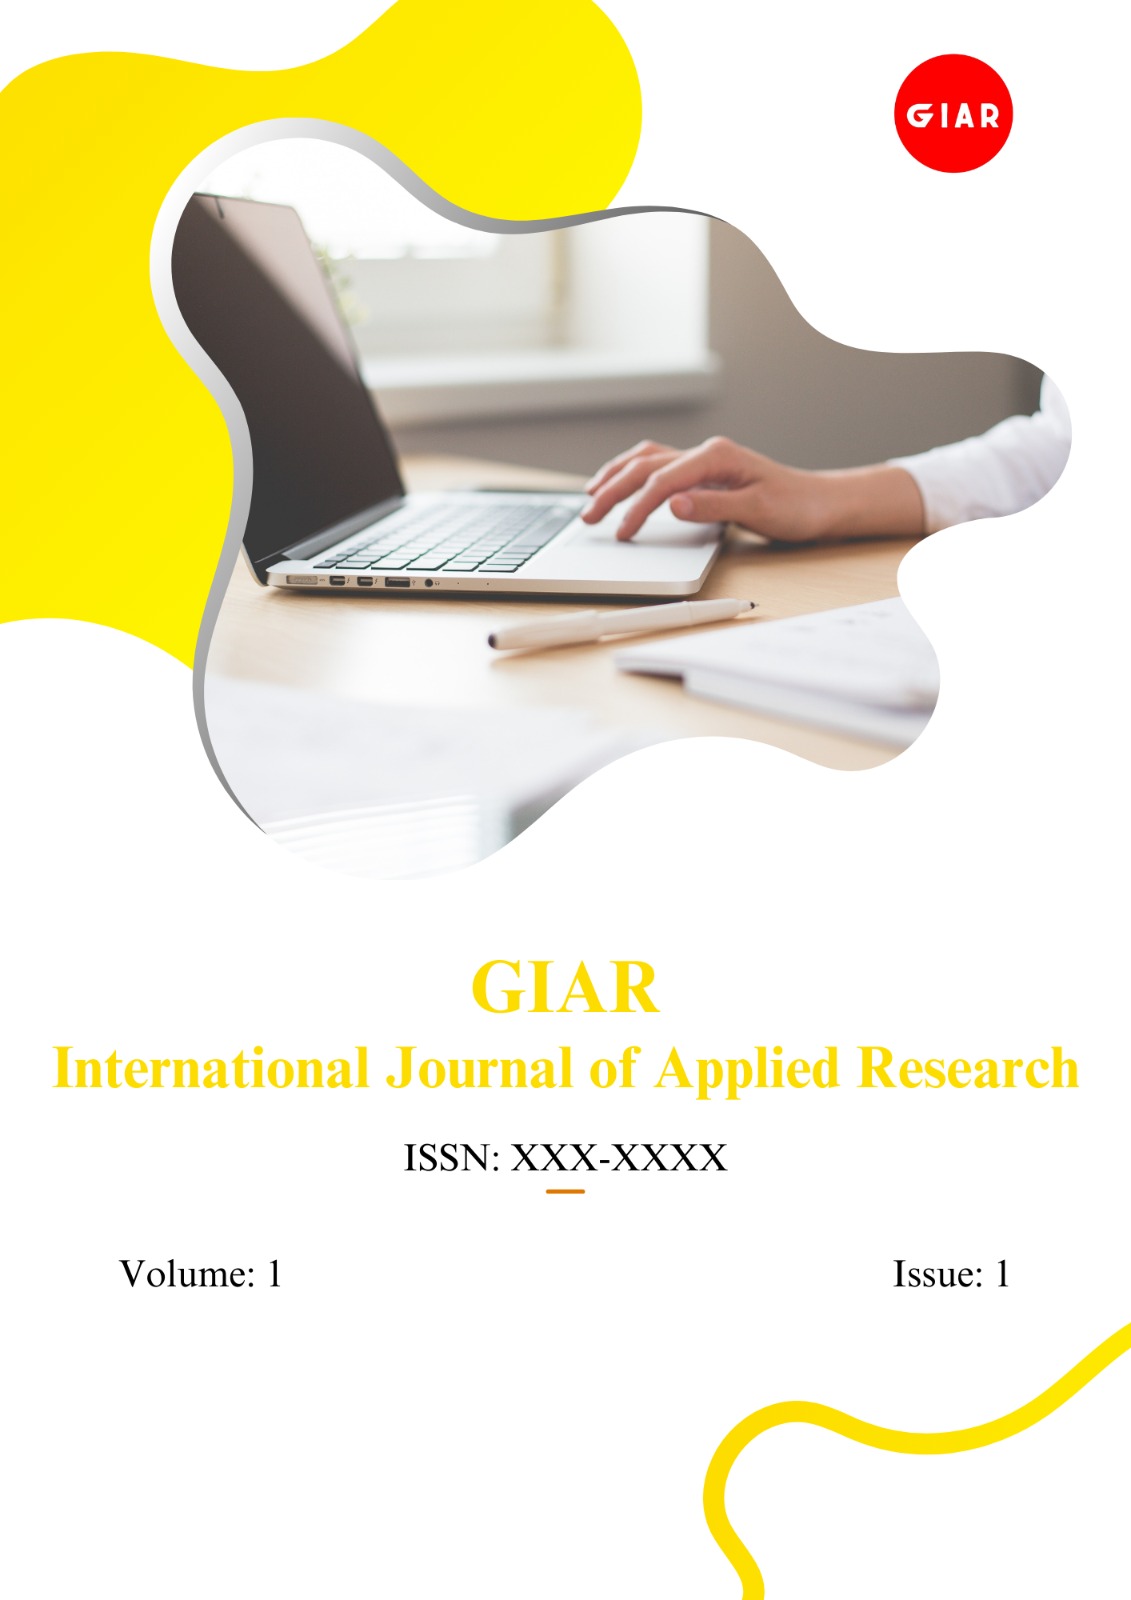 GIAR
GIAR
International Journal of Applied Research
ISSN: XXX-XXXX
Volume: 1
Issue: 1